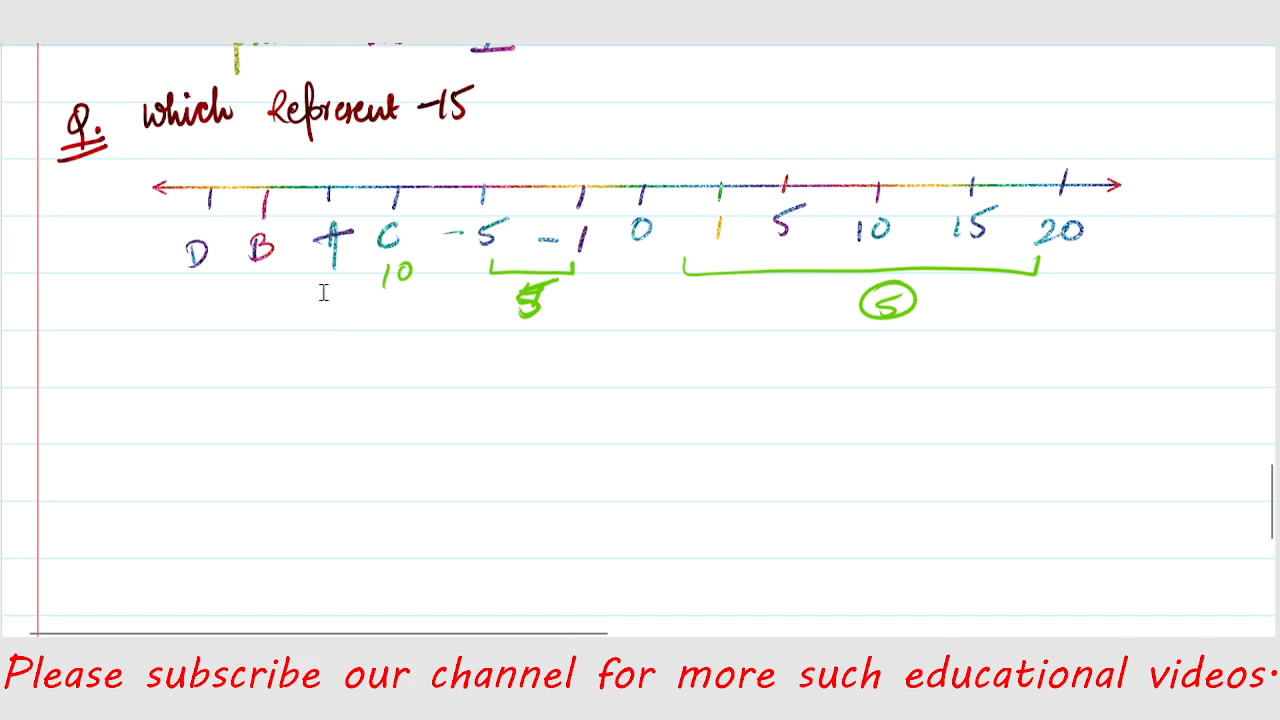 Q. Which Represent -15
D B A C -5 -1 0 1 5 10 15 20
10
5 5
Please subscribe our channel for more such educational videos.